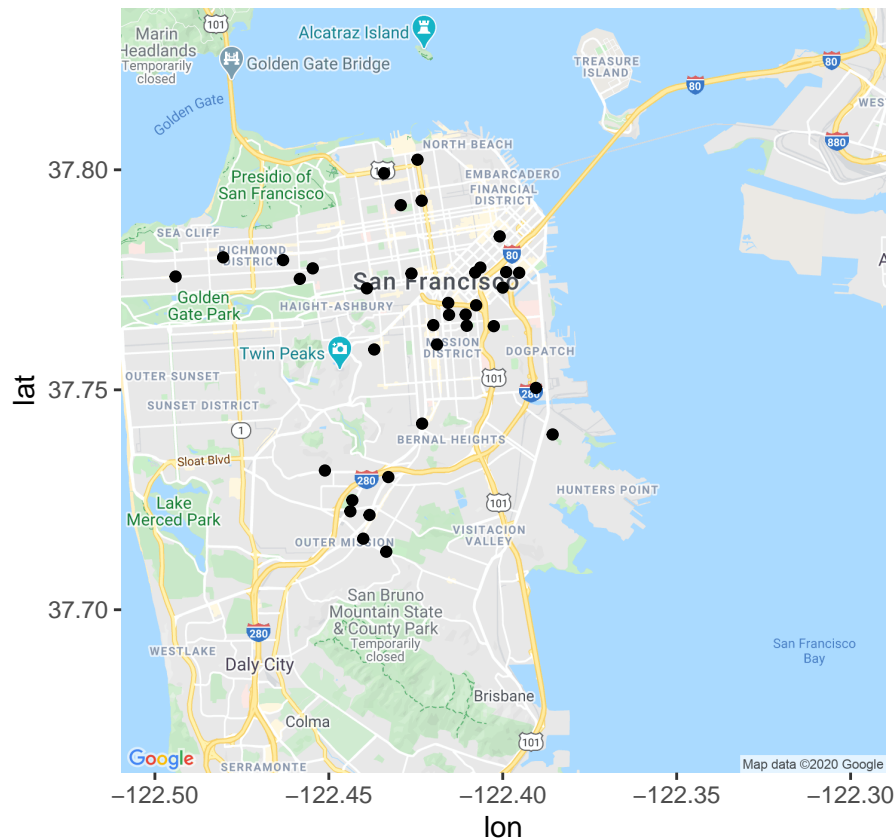 101
Marin
Headlands
Temporarily
closed
Alcatraz Island
Golden Gate Bridge
TREASURE
ISLAND
80
80
WES
Golden Gate
880
37.80
NORTH BEACH
Presidio of
San Francisco
EMBARCADERO
FINANCIAL
DISTRICT
SEA CLIFF
RICHMOND
DISTRICT
80
A
San Francisco
Golden
Gate Park
HAIGHT-ASHBURY
Twin Peaks
MISSION
DISTRICT
DOGPATCH
lat
37.75
OUTER SUNSET
101
280
SUNSET DISTRICT
1
BERNAL HEIGHTS
Sloat Blvd
280
Lake
Merced Park
101
HUNTERS POINT
OUTER MISSION
VISITACION
VALLEY
37.70
San Bruno
Mountain State
& County Park
Temporarily
closed
280
WESTLAKE
Daly City
San Francisco
Bay
Brisbane
Colma
101
Google
SERRAMONTE
Map data ©2020 Google
−122.50
−122.45
−122.40
−122.35
−122.30
lon